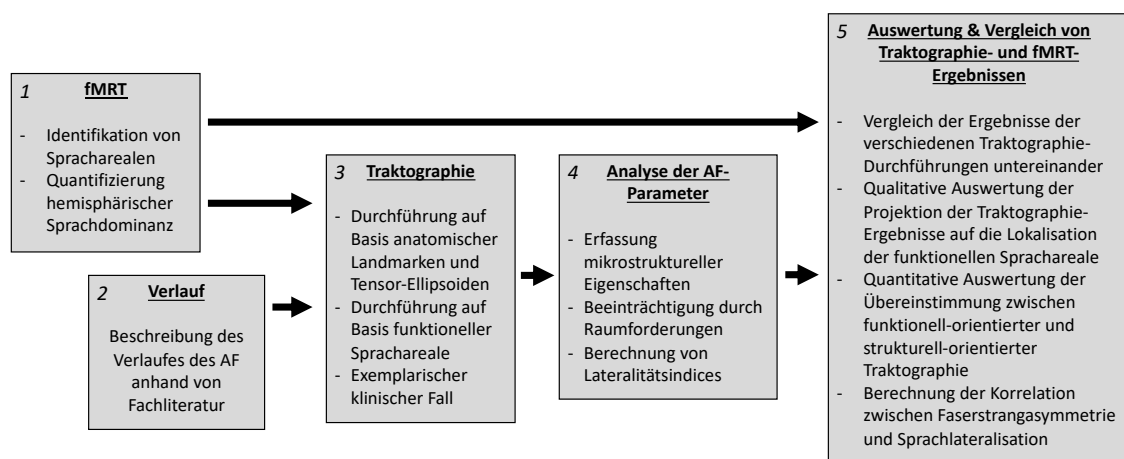 1 fMRT
- Identifikation von
Spracharealen
- Quantifizierung
hemisphärischer
Sprachdominanz
2 Verlauf
Beschreibung des
Verlaufes des AF
anhand von
Fachliteratur
3 Traktographie
- Durchführung auf
Basis anatomischer
Landmarken und
Tensor-Ellipsoiden
- Durchführung auf
Basis funktioneller
Sprachareale
- Exemplarischer
klinischer Fall
4 Analyse der AF-
Parameter
- Erfassung
mikrostruktureller
Eigenschaften
- Beeinträchtigung durch
Raumforderungen
- Berechnung von
Lateralitätsindices
5 Auswertung & Vergleich von
Traktographie- und fMRT-
Ergebnissen
- Vergleich der Ergebnisse der
verschiedenen Traktographie-
Durchführungen untereinander
- Qualitative Auswertung der
Projektion der Traktographie-
Ergebnisse auf die Lokalisation
der funktionellen Sprachareale
- Quantitative Auswertung der
Übereinstimmung zwischen
funktionell-orientierter und
strukturell-orientierter
Traktographie
- Berechnung der Korrelation
zwischen Faserstrangasymmetrie
und Sprachlateralisation